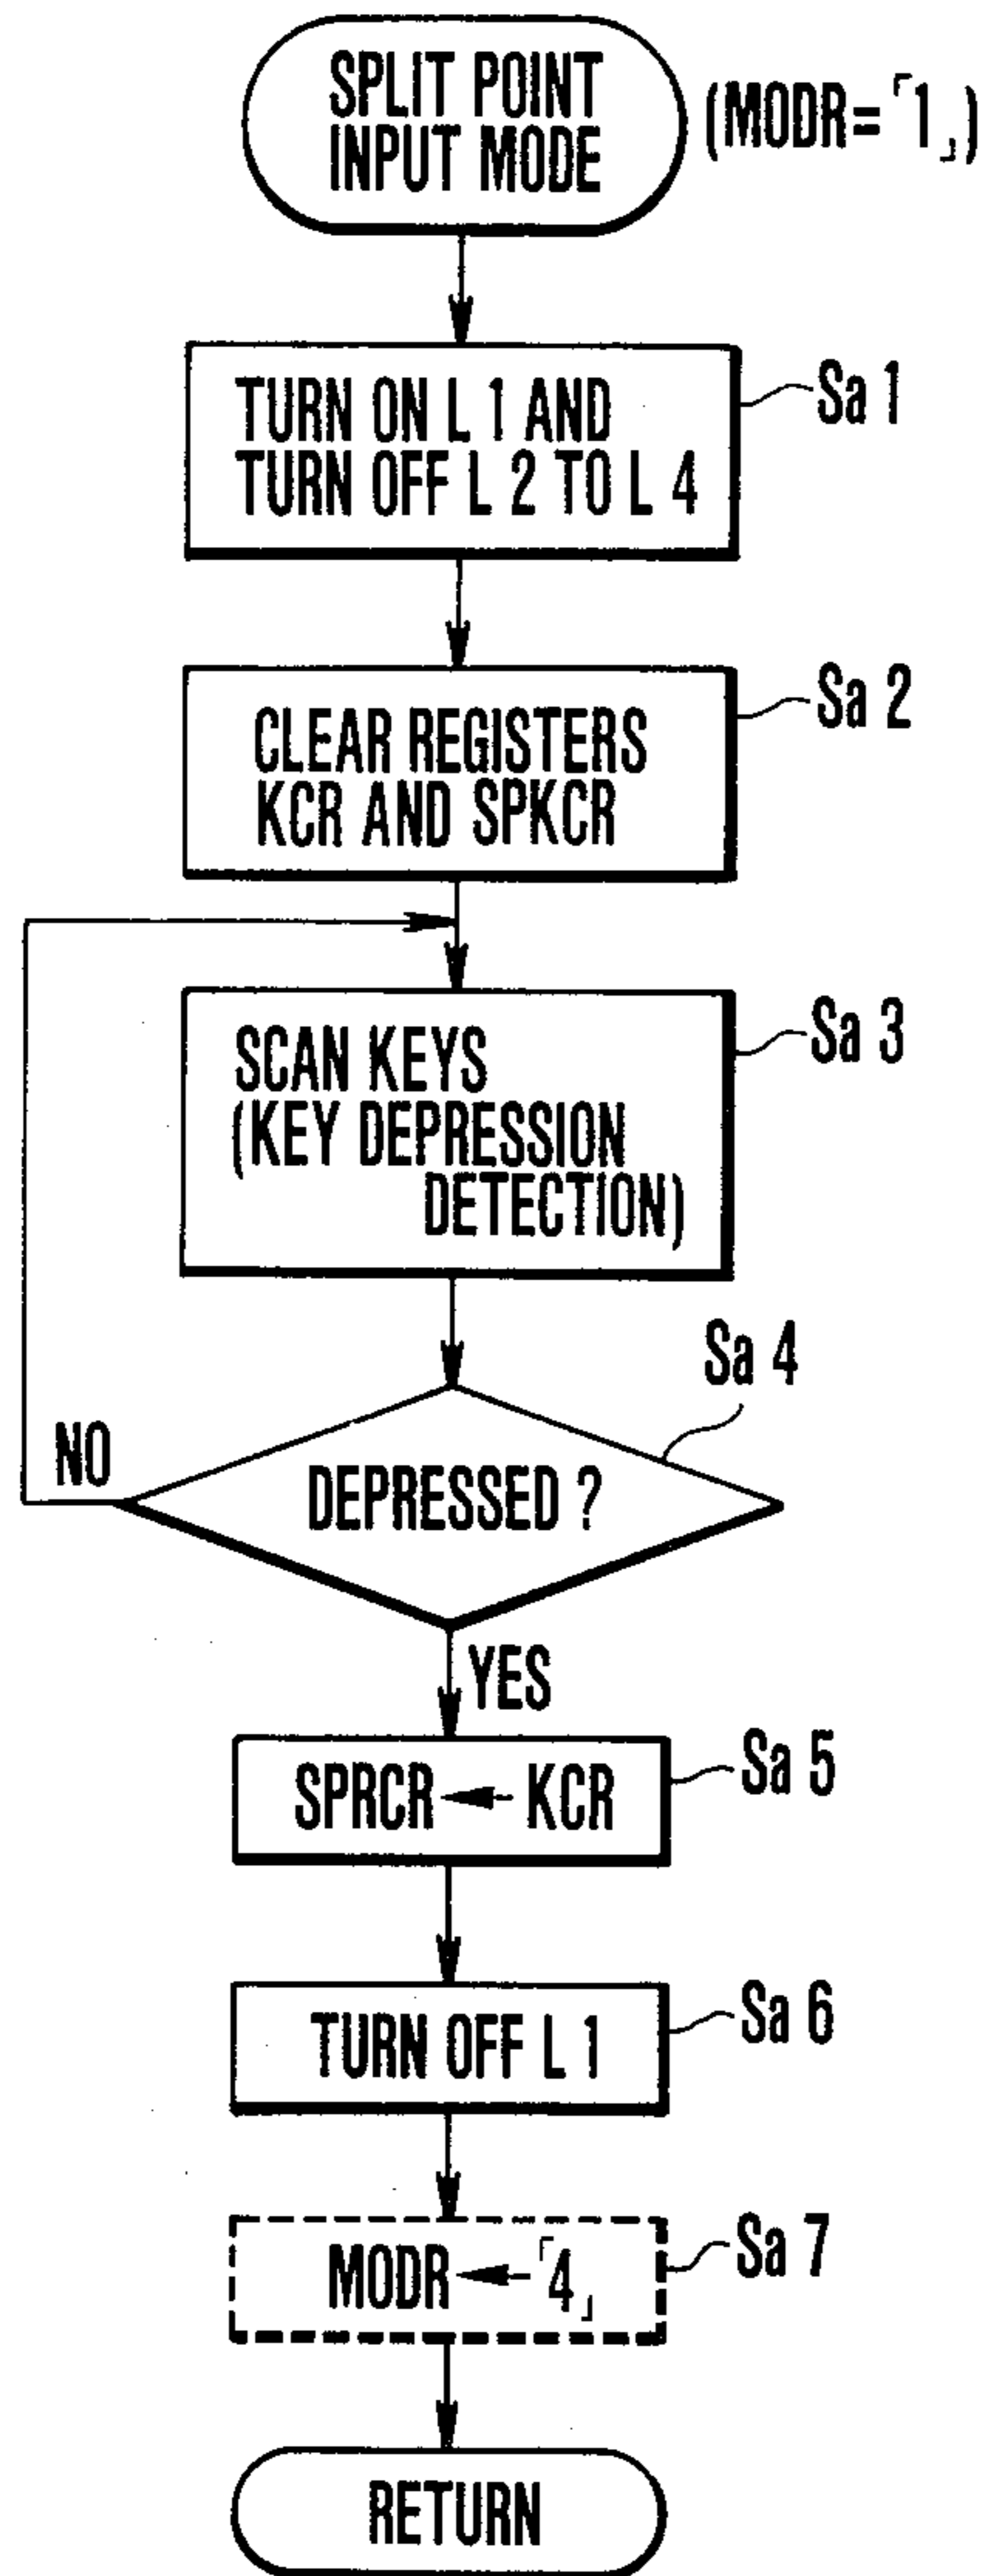 SPLIT POINT
INPUT MODE
(MODR=「1」)
TURN ON L 1 AND
TURN OFF L 2 TO L 4
Sa 1
CLEAR REGISTERS
KCR AND SPKCR
Sa 2
SCAN KEYS
(KEY DEPRESSION
DETECTION)
Sa 3
Sa 4
NO
DEPRESSED ?
YES
SPRCR ← KCR
Sa 5
TURN OFF L 1
Sa 6
MODR ← 「4」
Sa 7
RETURN